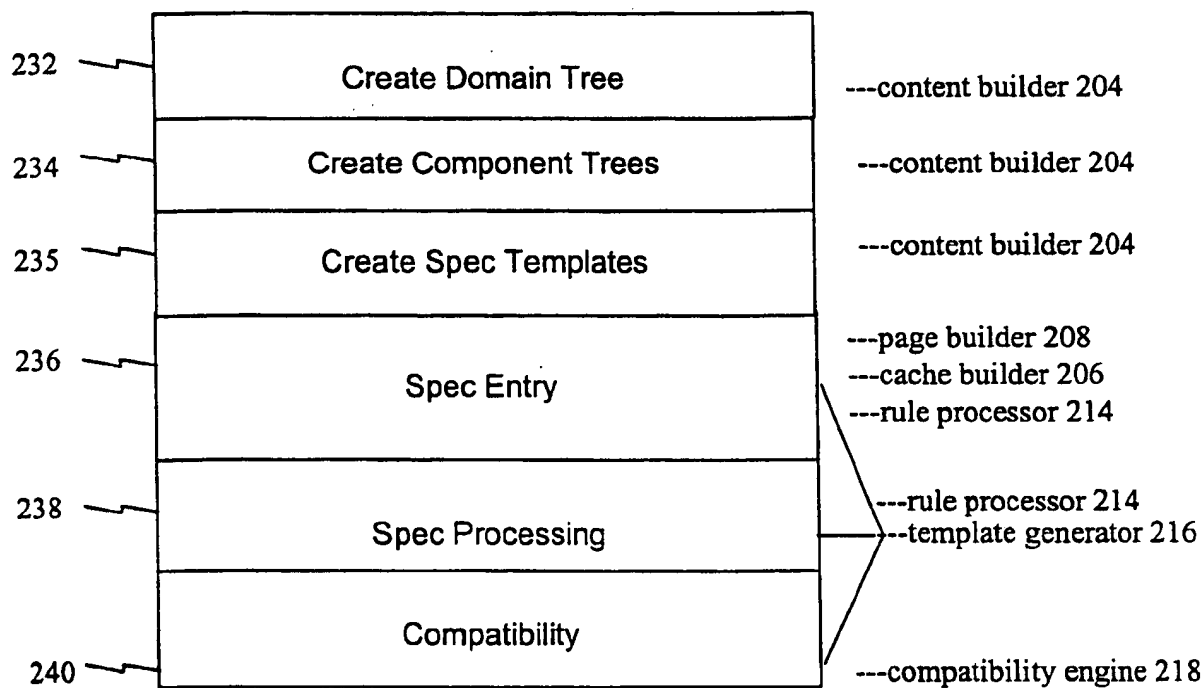 232
Create Domain Tree
---content builder 204
234
Create Component Trees
---content builder 204
235
Create Spec Templates
---content builder 204
236
Spec Entry
---page builder 208
---cache builder 206
---rule processor 214
238
Spec Processing
---rule processor 214
---template generator 216
240
Compatibility
---compatibility engine 218